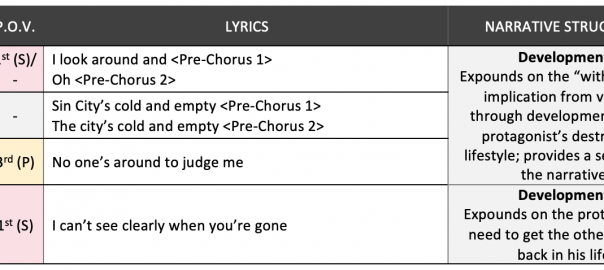 P.O.V. LYRICS NARRATIVE STRUC
1st (S)/ I look around and <Pre-Chorus 1>
- Oh <Pre-Chorus 2>
- Sin City's cold and empty <Pre-Chorus 1>
The city's cold and empty <Pre-Chorus 2>
3rd (P) No one's around to judge me
Development
Expounds on the “with
implication from v
through developmen
protagonist's destr
lifestyle; provides a se
the narrative
1st (S) I can't see clearly when you're gone
Development
Expounds on the prot
need to get the othe
back in his life